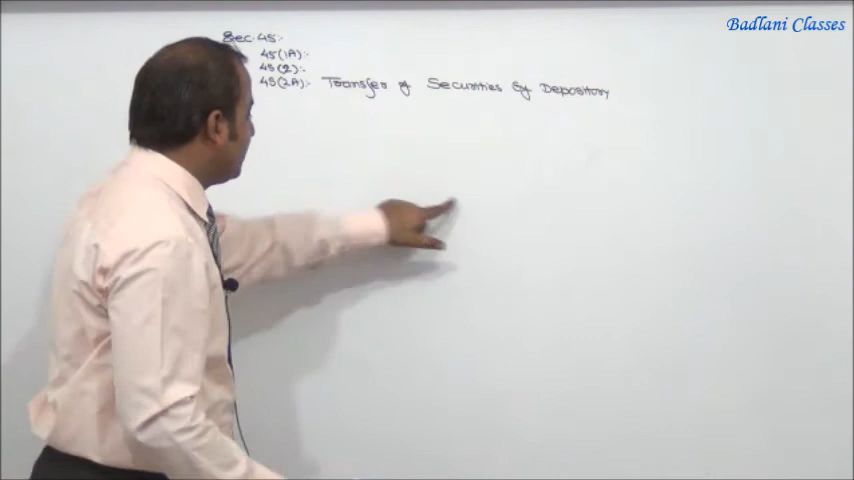 Badlani Classes
Sec. 45:-
45(1A):-
45(2):-
45(2A):- Transfer of Securities by Depository